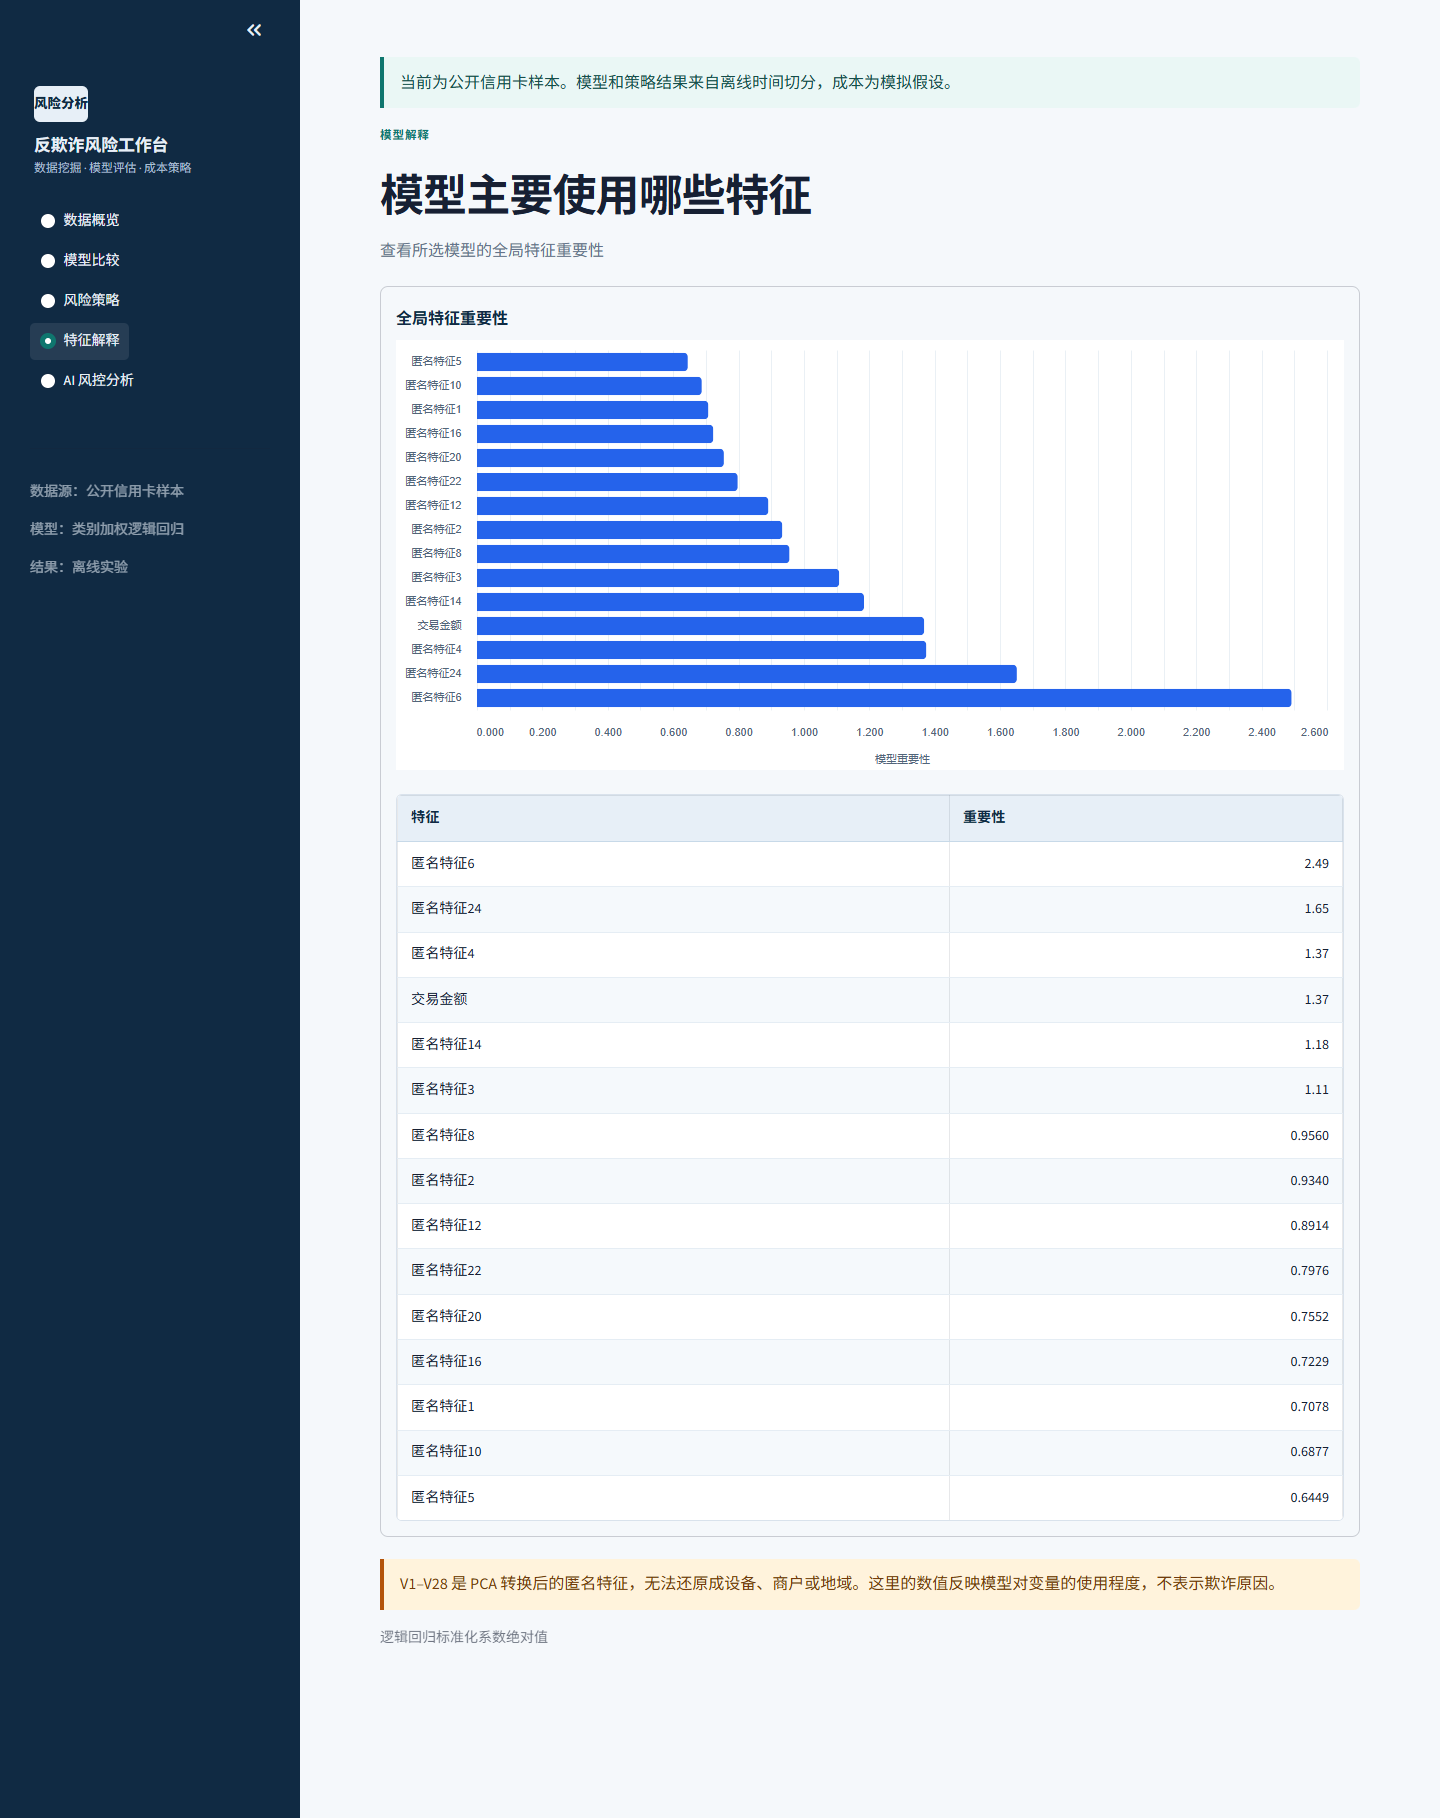 风险分析
反欺诈风险工作台
数据挖掘 · 模型评估 · 成本策略
数据概览
模型比较
风险策略
特征解释
AI 风控分析
数据源：公开信用卡样本
模型：类别加权逻辑回归
结果：离线实验
当前为公开信用卡样本。模型和策略结果来自离线时间切分，成本为模拟假设。
模型解释
模型主要使用哪些特征
查看所选模型的全局特征重要性
全局特征重要性
匿名特征5
匿名特征10
匿名特征1
匿名特征16
匿名特征20
匿名特征22
匿名特征12
匿名特征2
匿名特征8
匿名特征3
匿名特征14
交易金额
匿名特征4
匿名特征24
匿名特征6
0.000 0.200 0.400 0.600 0.800 1.000 1.200 1.400 1.600 1.800 2.000 2.200 2.400 2.600
模型重要性
特征 重要性
匿名特征6 2.49
匿名特征24 1.65
匿名特征4 1.37
交易金额 1.37
匿名特征14 1.18
匿名特征3 1.11
匿名特征8 0.9560
匿名特征2 0.9340
匿名特征12 0.8914
匿名特征22 0.7976
匿名特征20 0.7552
匿名特征16 0.7229
匿名特征1 0.7078
匿名特征10 0.6877
匿名特征5 0.6449
V1–V28 是 PCA 转换后的匿名特征，无法还原成设备、商户或地域。这里的数值反映模型对变量的使用程度，不表示欺诈原因。
逻辑回归标准化系数绝对值